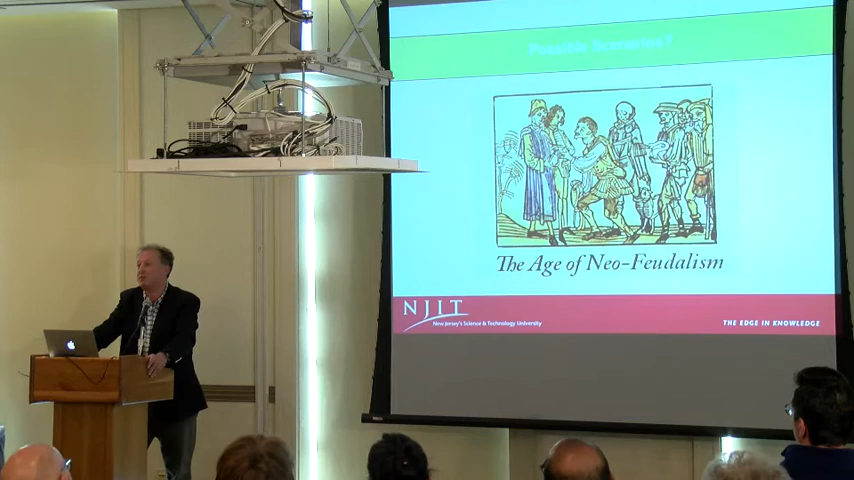 Possible Scenarios?
The Age of Neo-Feudalism
NJIT
New Jersey's Science & Technology University
THE EDGE IN KNOWLEDGE